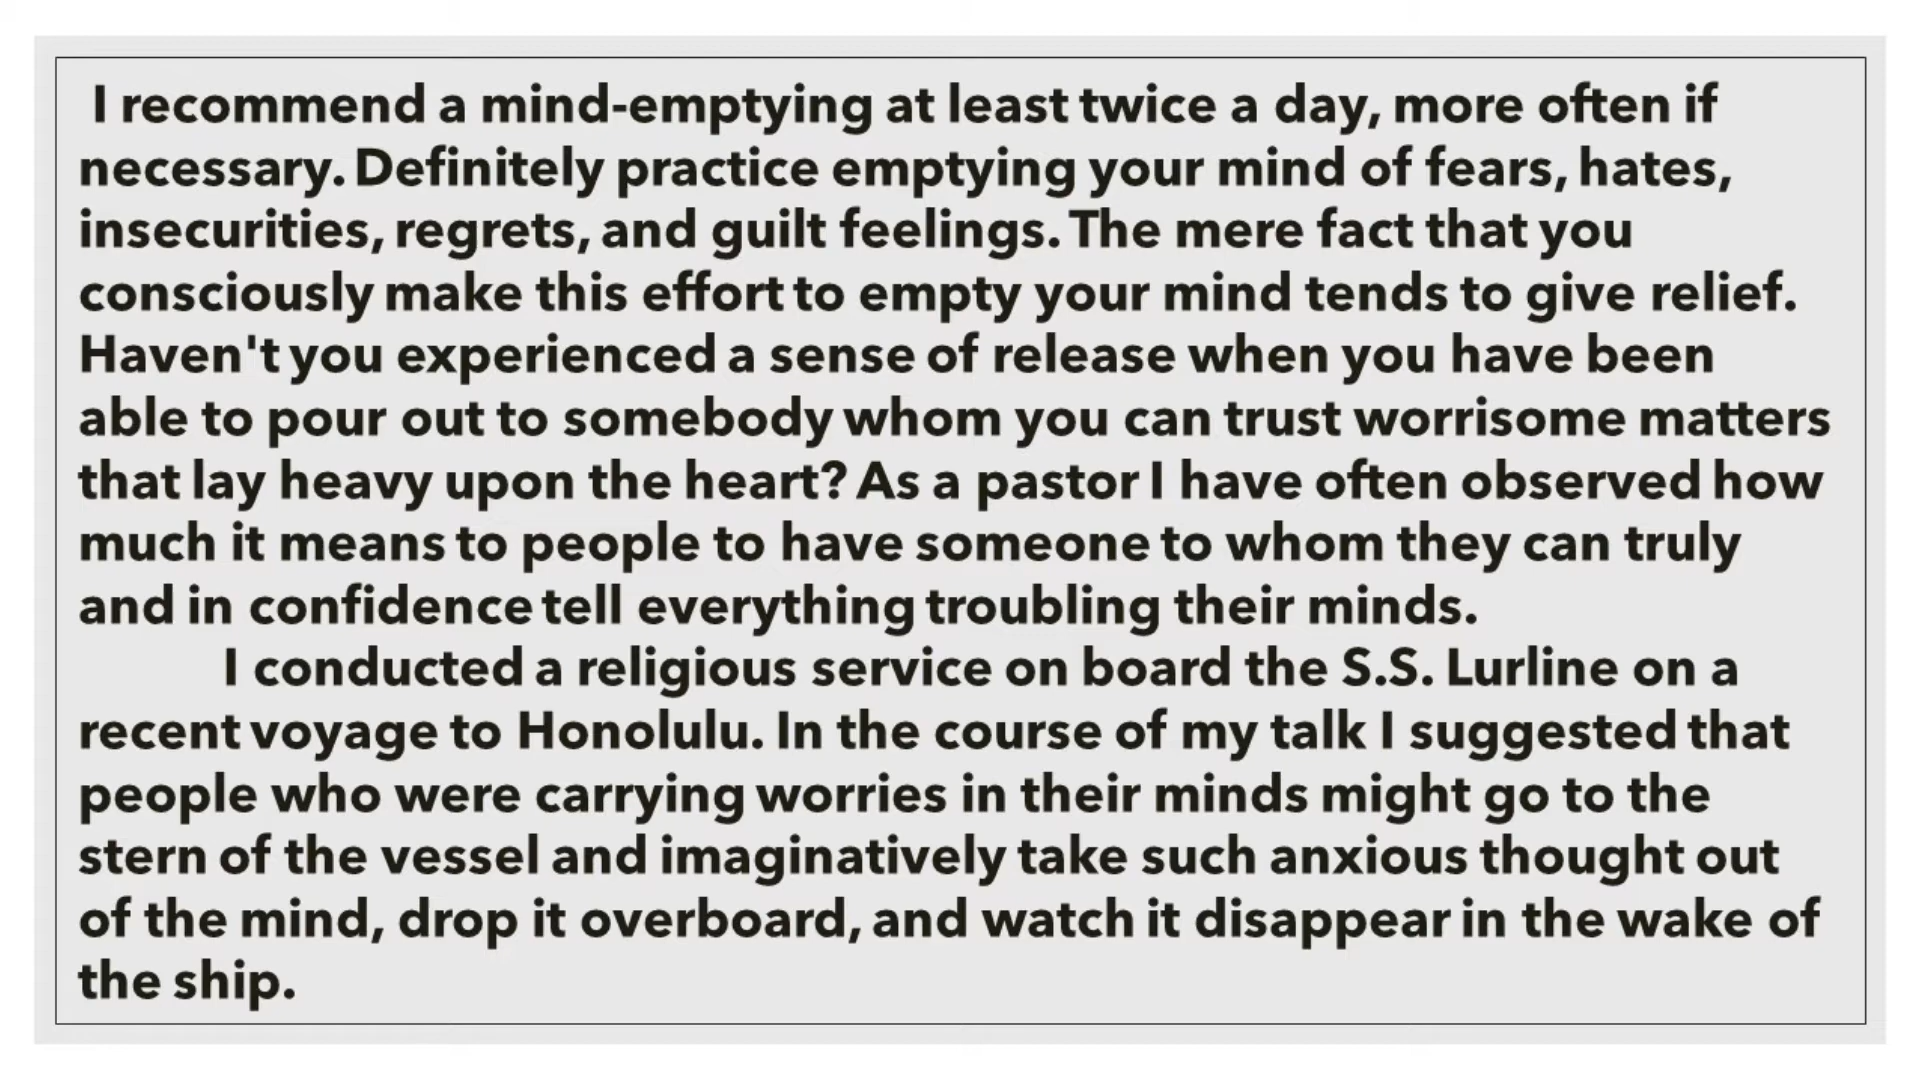 I recommend a mind-emptying at least twice a day, more often if
necessary. Definitely practice emptying your mind of fears, hates,
insecurities, regrets, and guilt feelings. The mere fact that you
consciously make this effort to empty your mind tends to give relief.
Haven't you experienced a sense of release when you have been
able to pour out to somebody whom you can trust worrisome matters
that lay heavy upon the heart? As a pastor I have often observed how
much it means to people to have someone to whom they can truly
and in confidence tell everything troubling their minds.
I conducted a religious service on board the S.S. Lurline on a
recent voyage to Honolulu. In the course of my talk I suggested that
people who were carrying worries in their minds might go to the
stern of the vessel and imaginatively take such anxious thought out
of the mind, drop it overboard, and watch it disappear in the wake of
the ship.